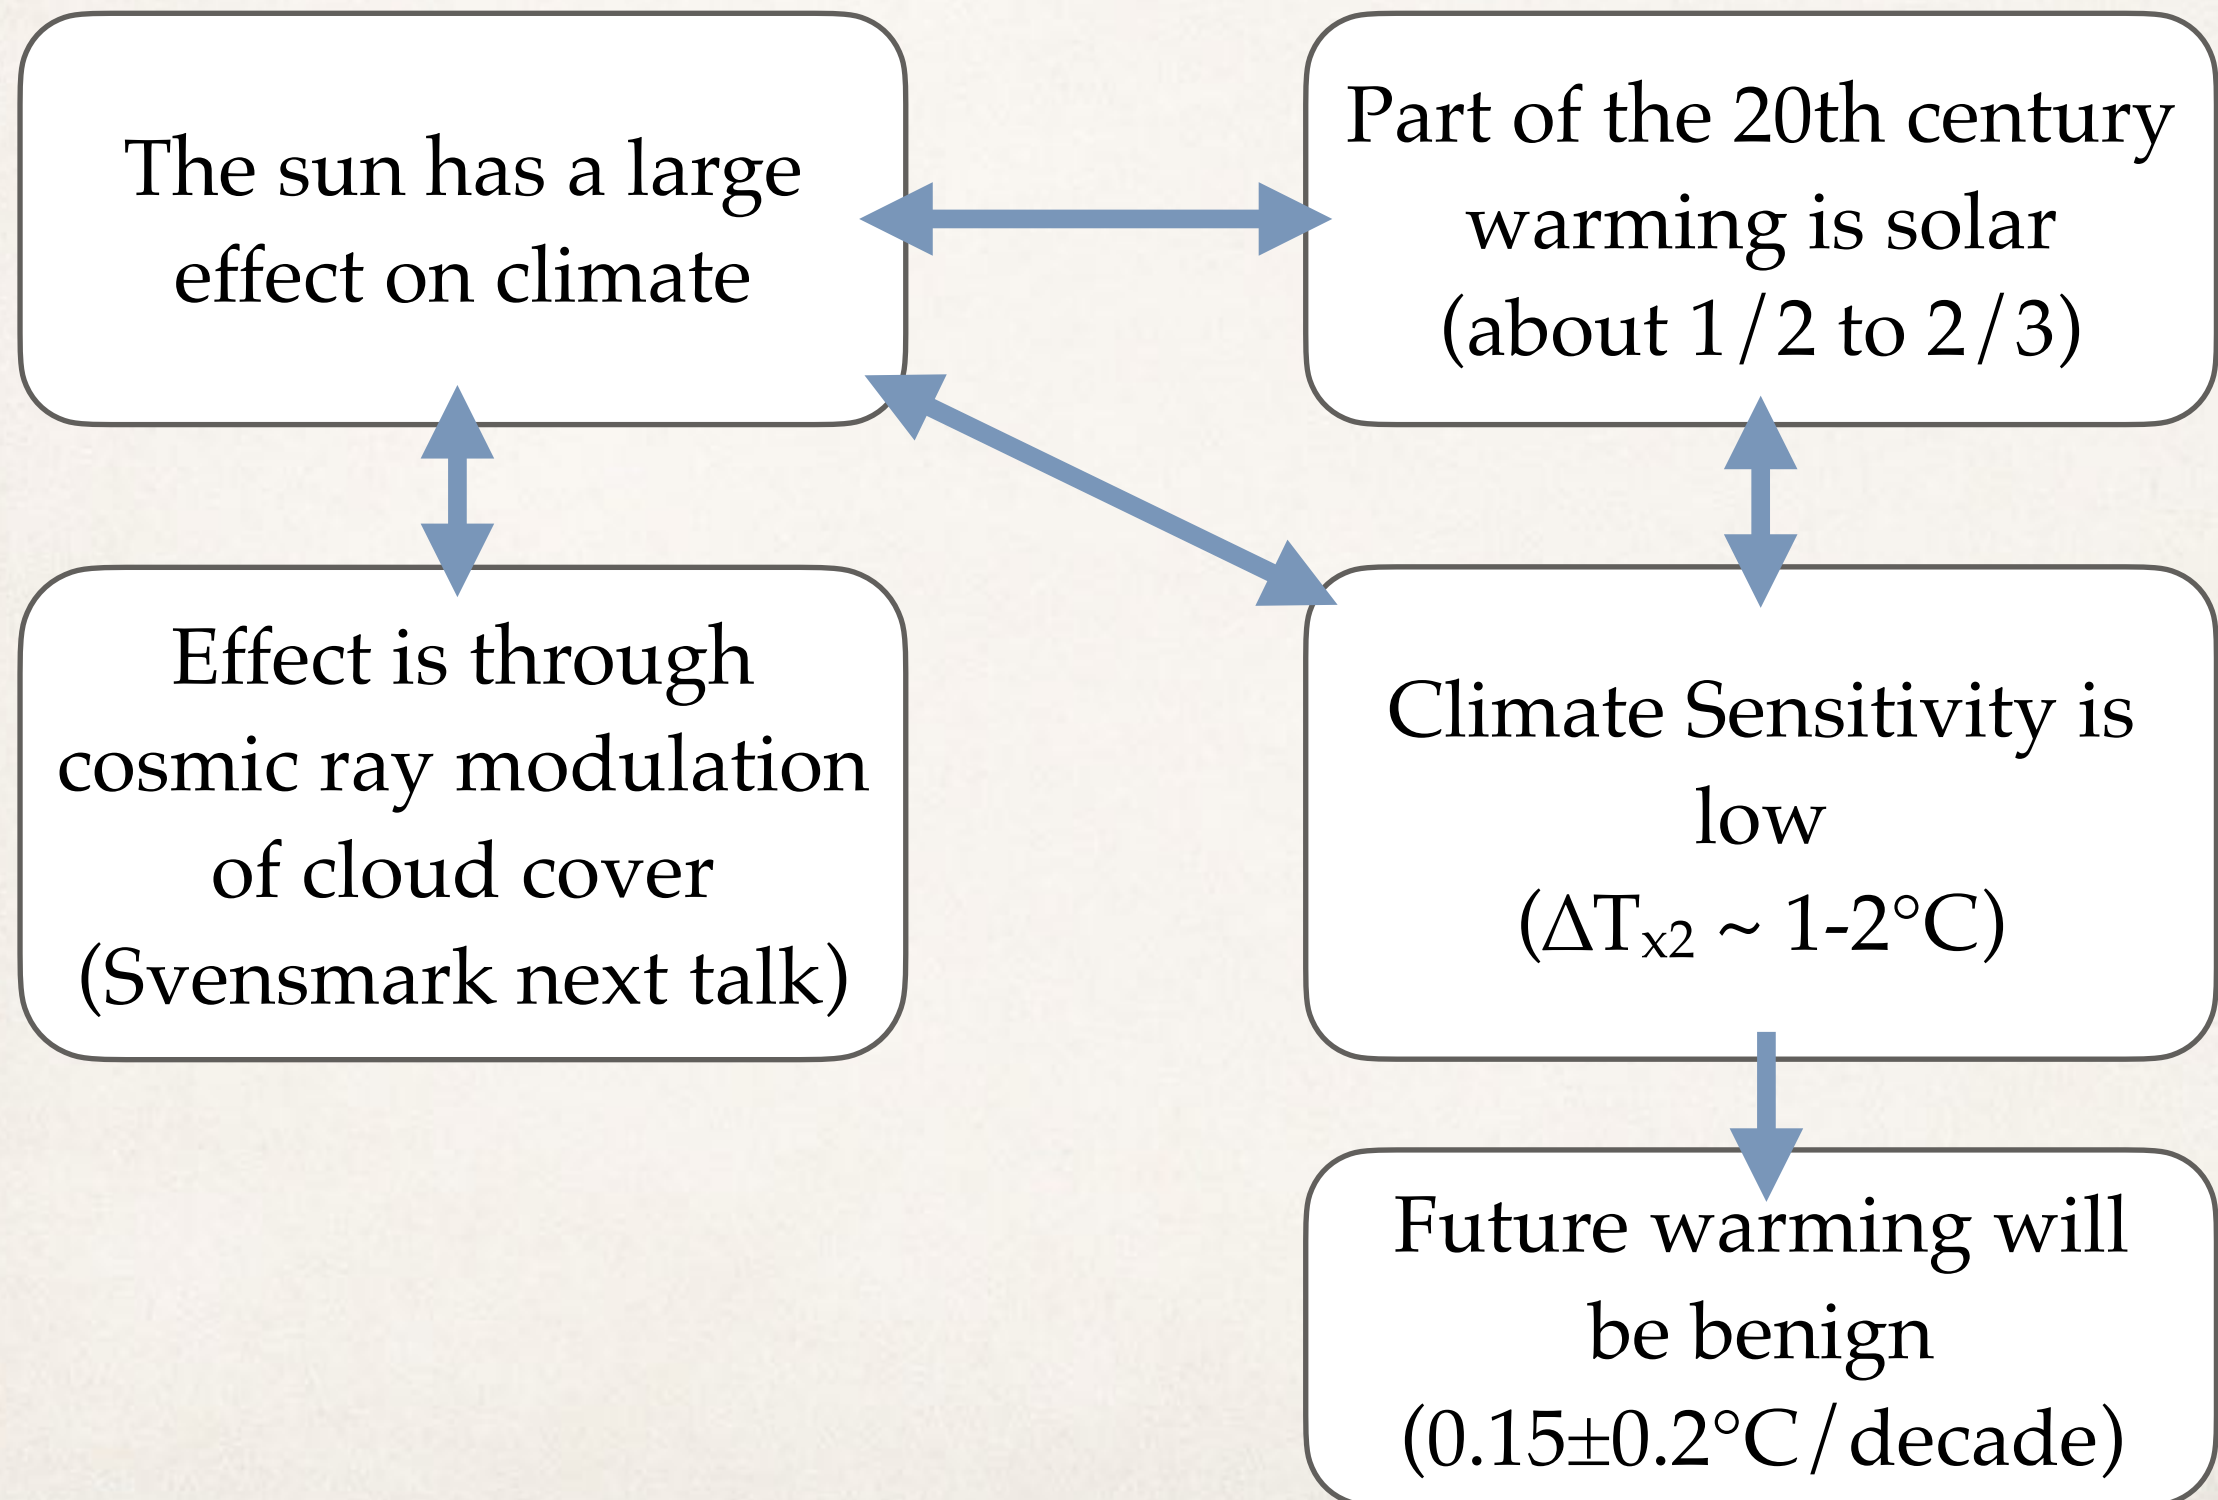 The sun has a large
effect on climate
Part of the 20th century
warming is solar
(about 1/2 to 2/3)
Effect is through
cosmic ray modulation
of cloud cover
(Svensmark next talk)
Climate Sensitivity is
low
(ΔTx2 ~ 1-2°C)
Future warming will
be benign
(0.15±0.2°C/decade)